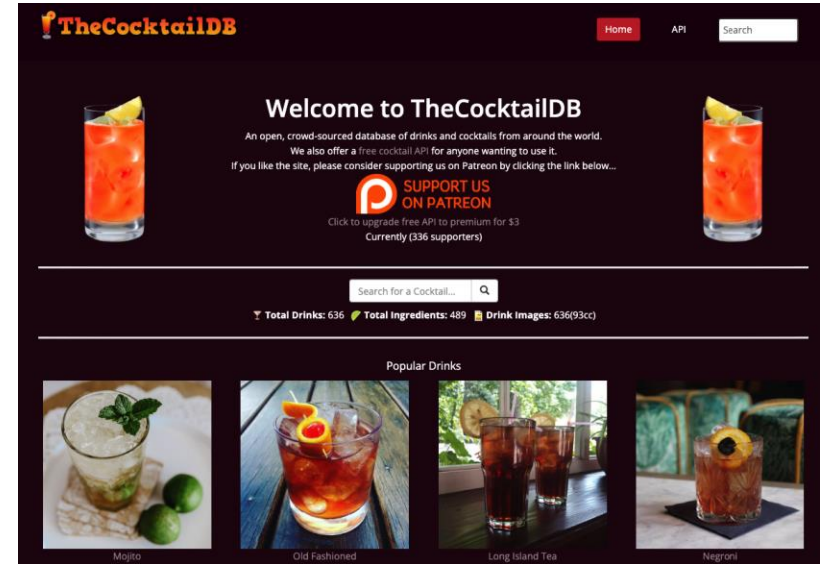 TheCocktailDB
Home
API
Search
Welcome to TheCocktailDB
An open, crowd-sourced database of drinks and cocktails from around the world.
We also offer a free cocktail API for anyone wanting to use it.
If you like the site, please consider supporting us on Patreon by clicking the link below...
SUPPORT US
ON PATREON
Click to upgrade free API to premium for $3
Currently (336 supporters)
Search for a Cocktail...
Total Drinks: 636 Total Ingredients: 489 Drink Images: 636(93cc)
Popular Drinks
Mojito
Old Fashioned
Long Island Tea
Negroni